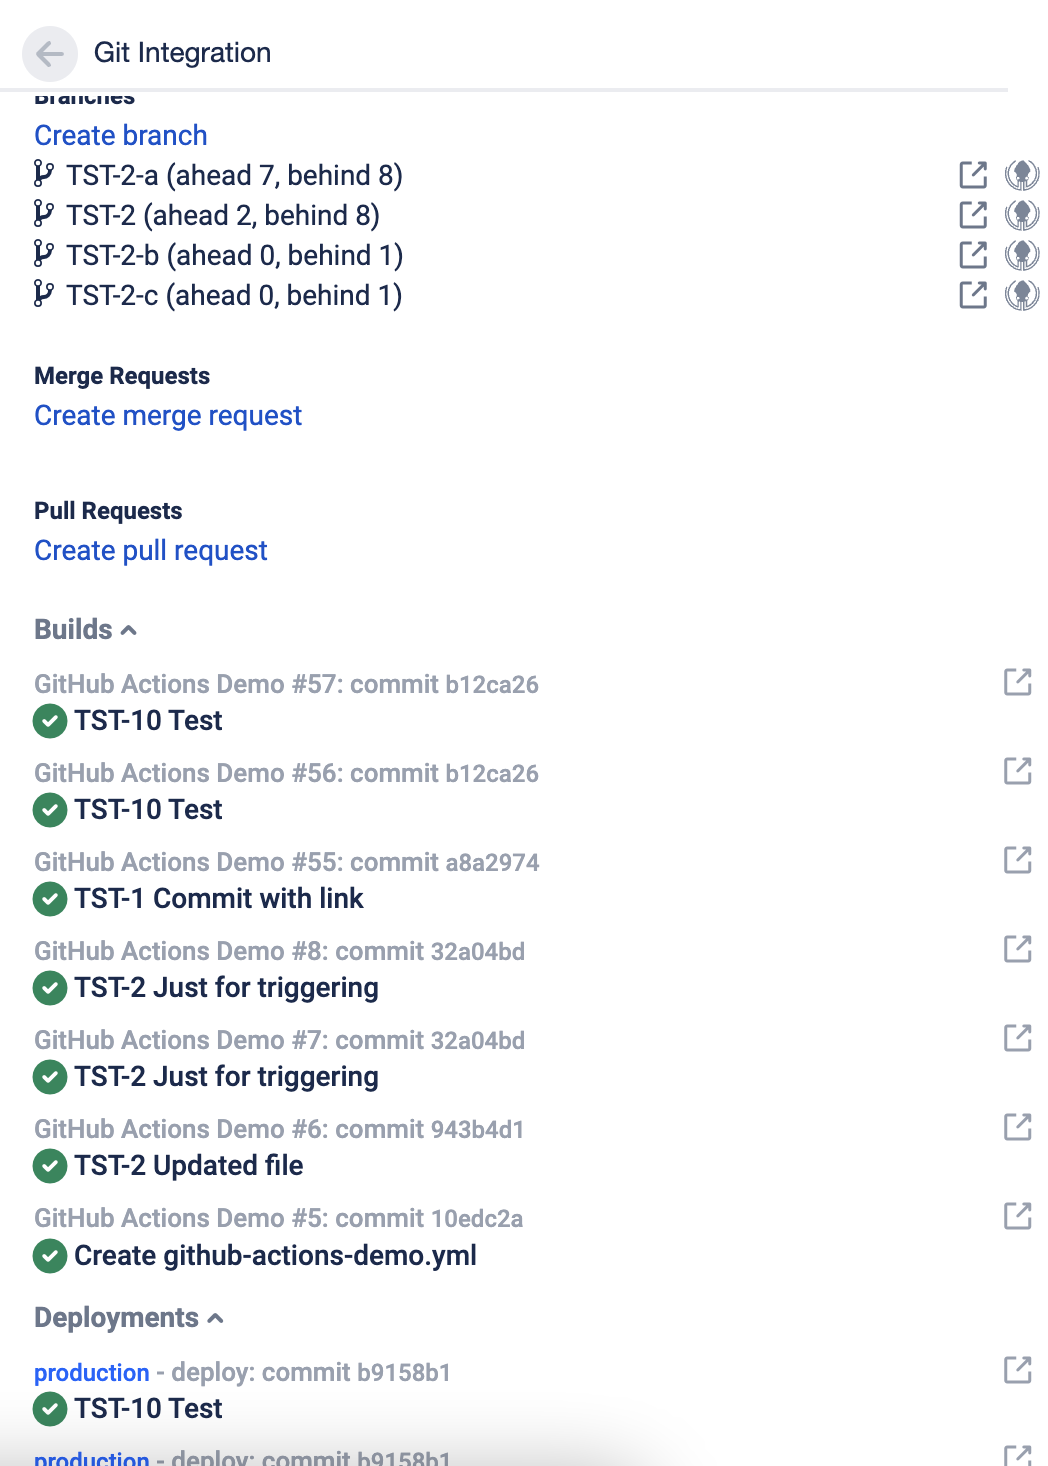 Git Integration
Branches
Create branch
TST-2-a (ahead 7, behind 8)
TST-2 (ahead 2, behind 8)
TST-2-b (ahead 0, behind 1)
TST-2-c (ahead 0, behind 1)
Merge Requests
Create merge request
Pull Requests
Create pull request
Builds
GitHub Actions Demo #57: commit b12ca26
TST-10 Test
GitHub Actions Demo #56: commit b12ca26
TST-10 Test
GitHub Actions Demo #55: commit a8a2974
TST-1 Commit with link
GitHub Actions Demo #8: commit 32a04bd
TST-2 Just for triggering
GitHub Actions Demo #7: commit 32a04bd
TST-2 Just for triggering
GitHub Actions Demo #6: commit 943b4d1
TST-2 Updated file
GitHub Actions Demo #5: commit 10edc2a
Create github-actions-demo.yml
Deployments
production - deploy: commit b9158b1
TST-10 Test
production - deploy: commit b9158b1